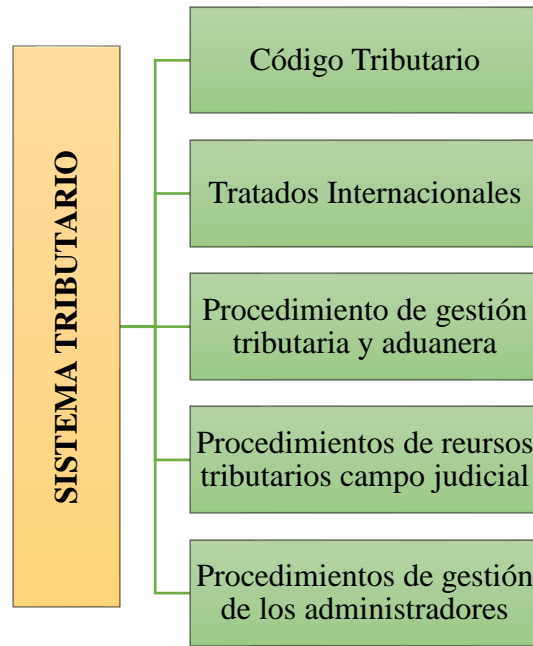 SISTEMA TRIBUTARIO
Código Tributario
Tratados Internacionales
Procedimiento de gestión
tributaria y aduanera
Procedimientos de reursos
tributarios campo judicial
Procedimientos de gestión
de los administradores